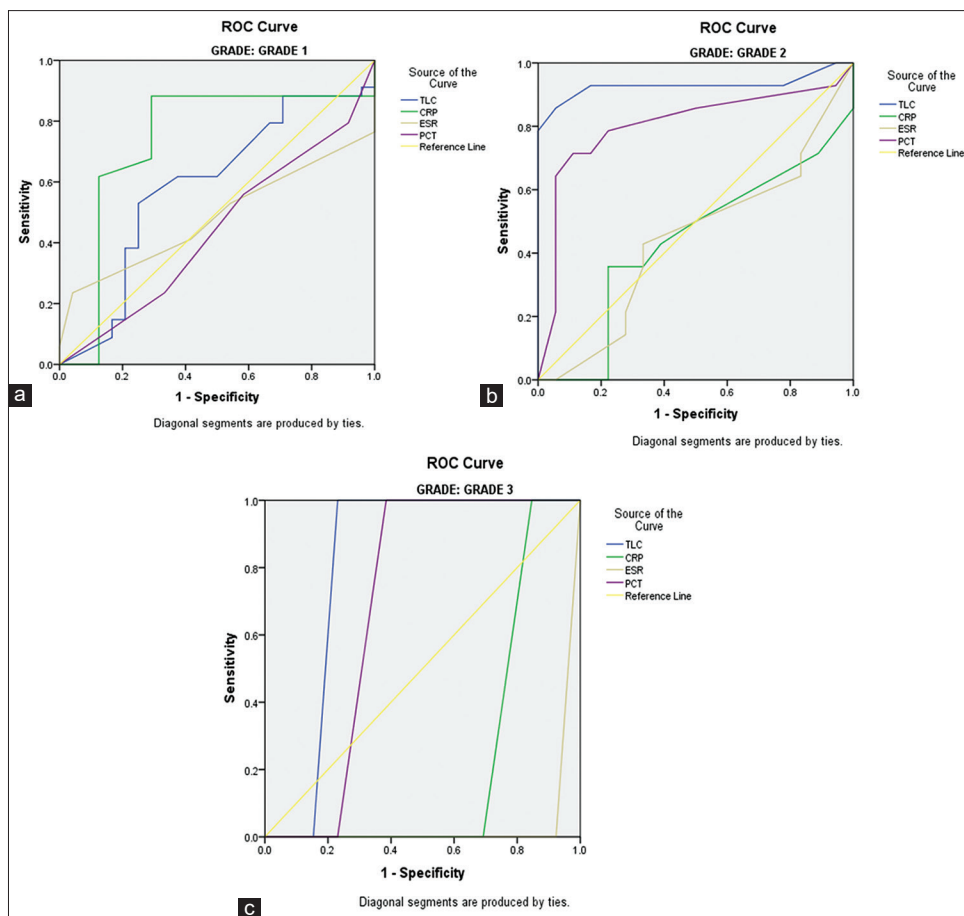 ROC Curve
GRADE: GRADE 1
Source of the
Curve
TLC
CRP
ESR
PCT
Reference Line
1.0
0.8
0.6
0.4
0.2
0.0
Sensitivity
0.0 0.2 0.4 0.6 0.8 1.0
1 - Specificity
Diagonal segments are produced by ties.
a
ROC Curve
GRADE: GRADE 2
Source of the
Curve
TLC
CRP
ESR
PCT
Reference Line
1.0
0.8
0.6
0.4
0.2
0.0
Sensitivity
0.0 0.2 0.4 0.6 0.8 1.0
1 - Specificity
Diagonal segments are produced by ties.
b
ROC Curve
GRADE: GRADE 3
Source of the
Curve
TLC
CRP
ESR
PCT
Reference Line
1.0
0.8
0.6
0.4
0.2
0.0
Sensitivity
0.0 0.2 0.4 0.6 0.8 1.0
1 - Specificity
Diagonal segments are produced by ties.
c